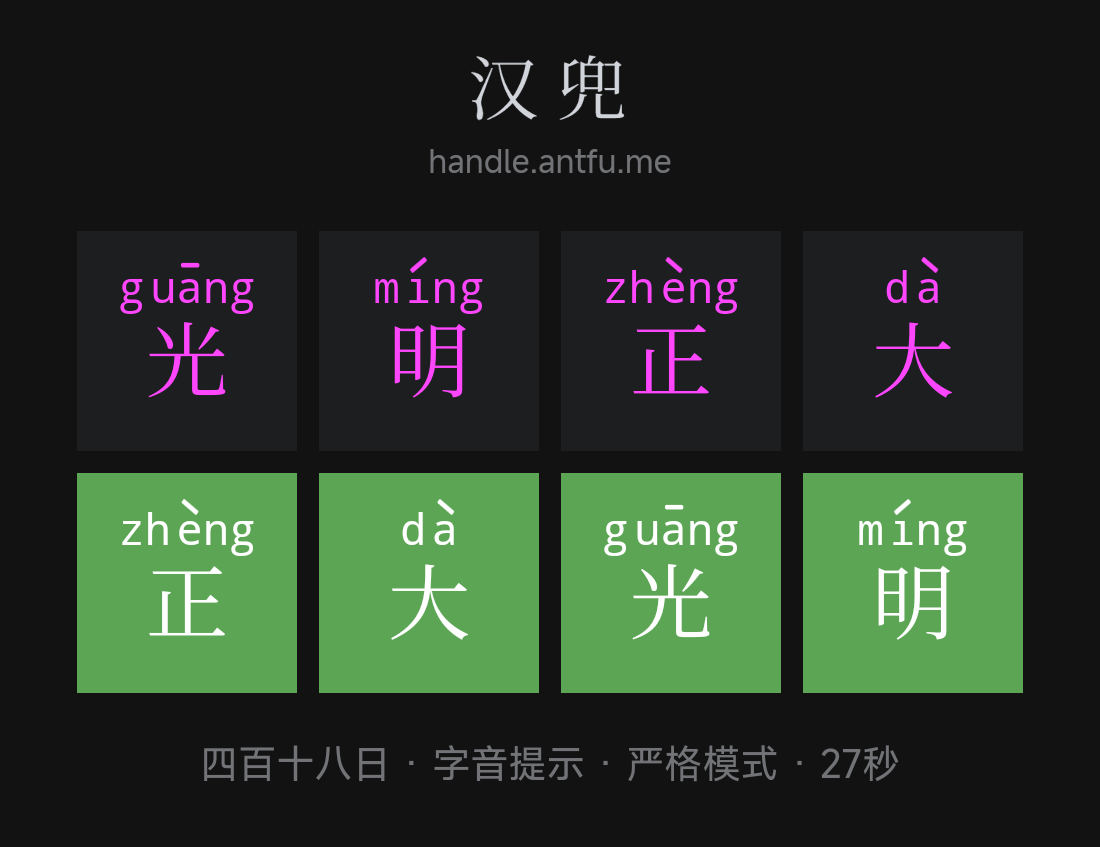 汉兜
handle.antfu.me
guāng míng zhèng dà
光 明 正 大
zhèng dà guāng míng
正 大 光 明
四百十八日 · 字音提示 · 严格模式 · 27秒